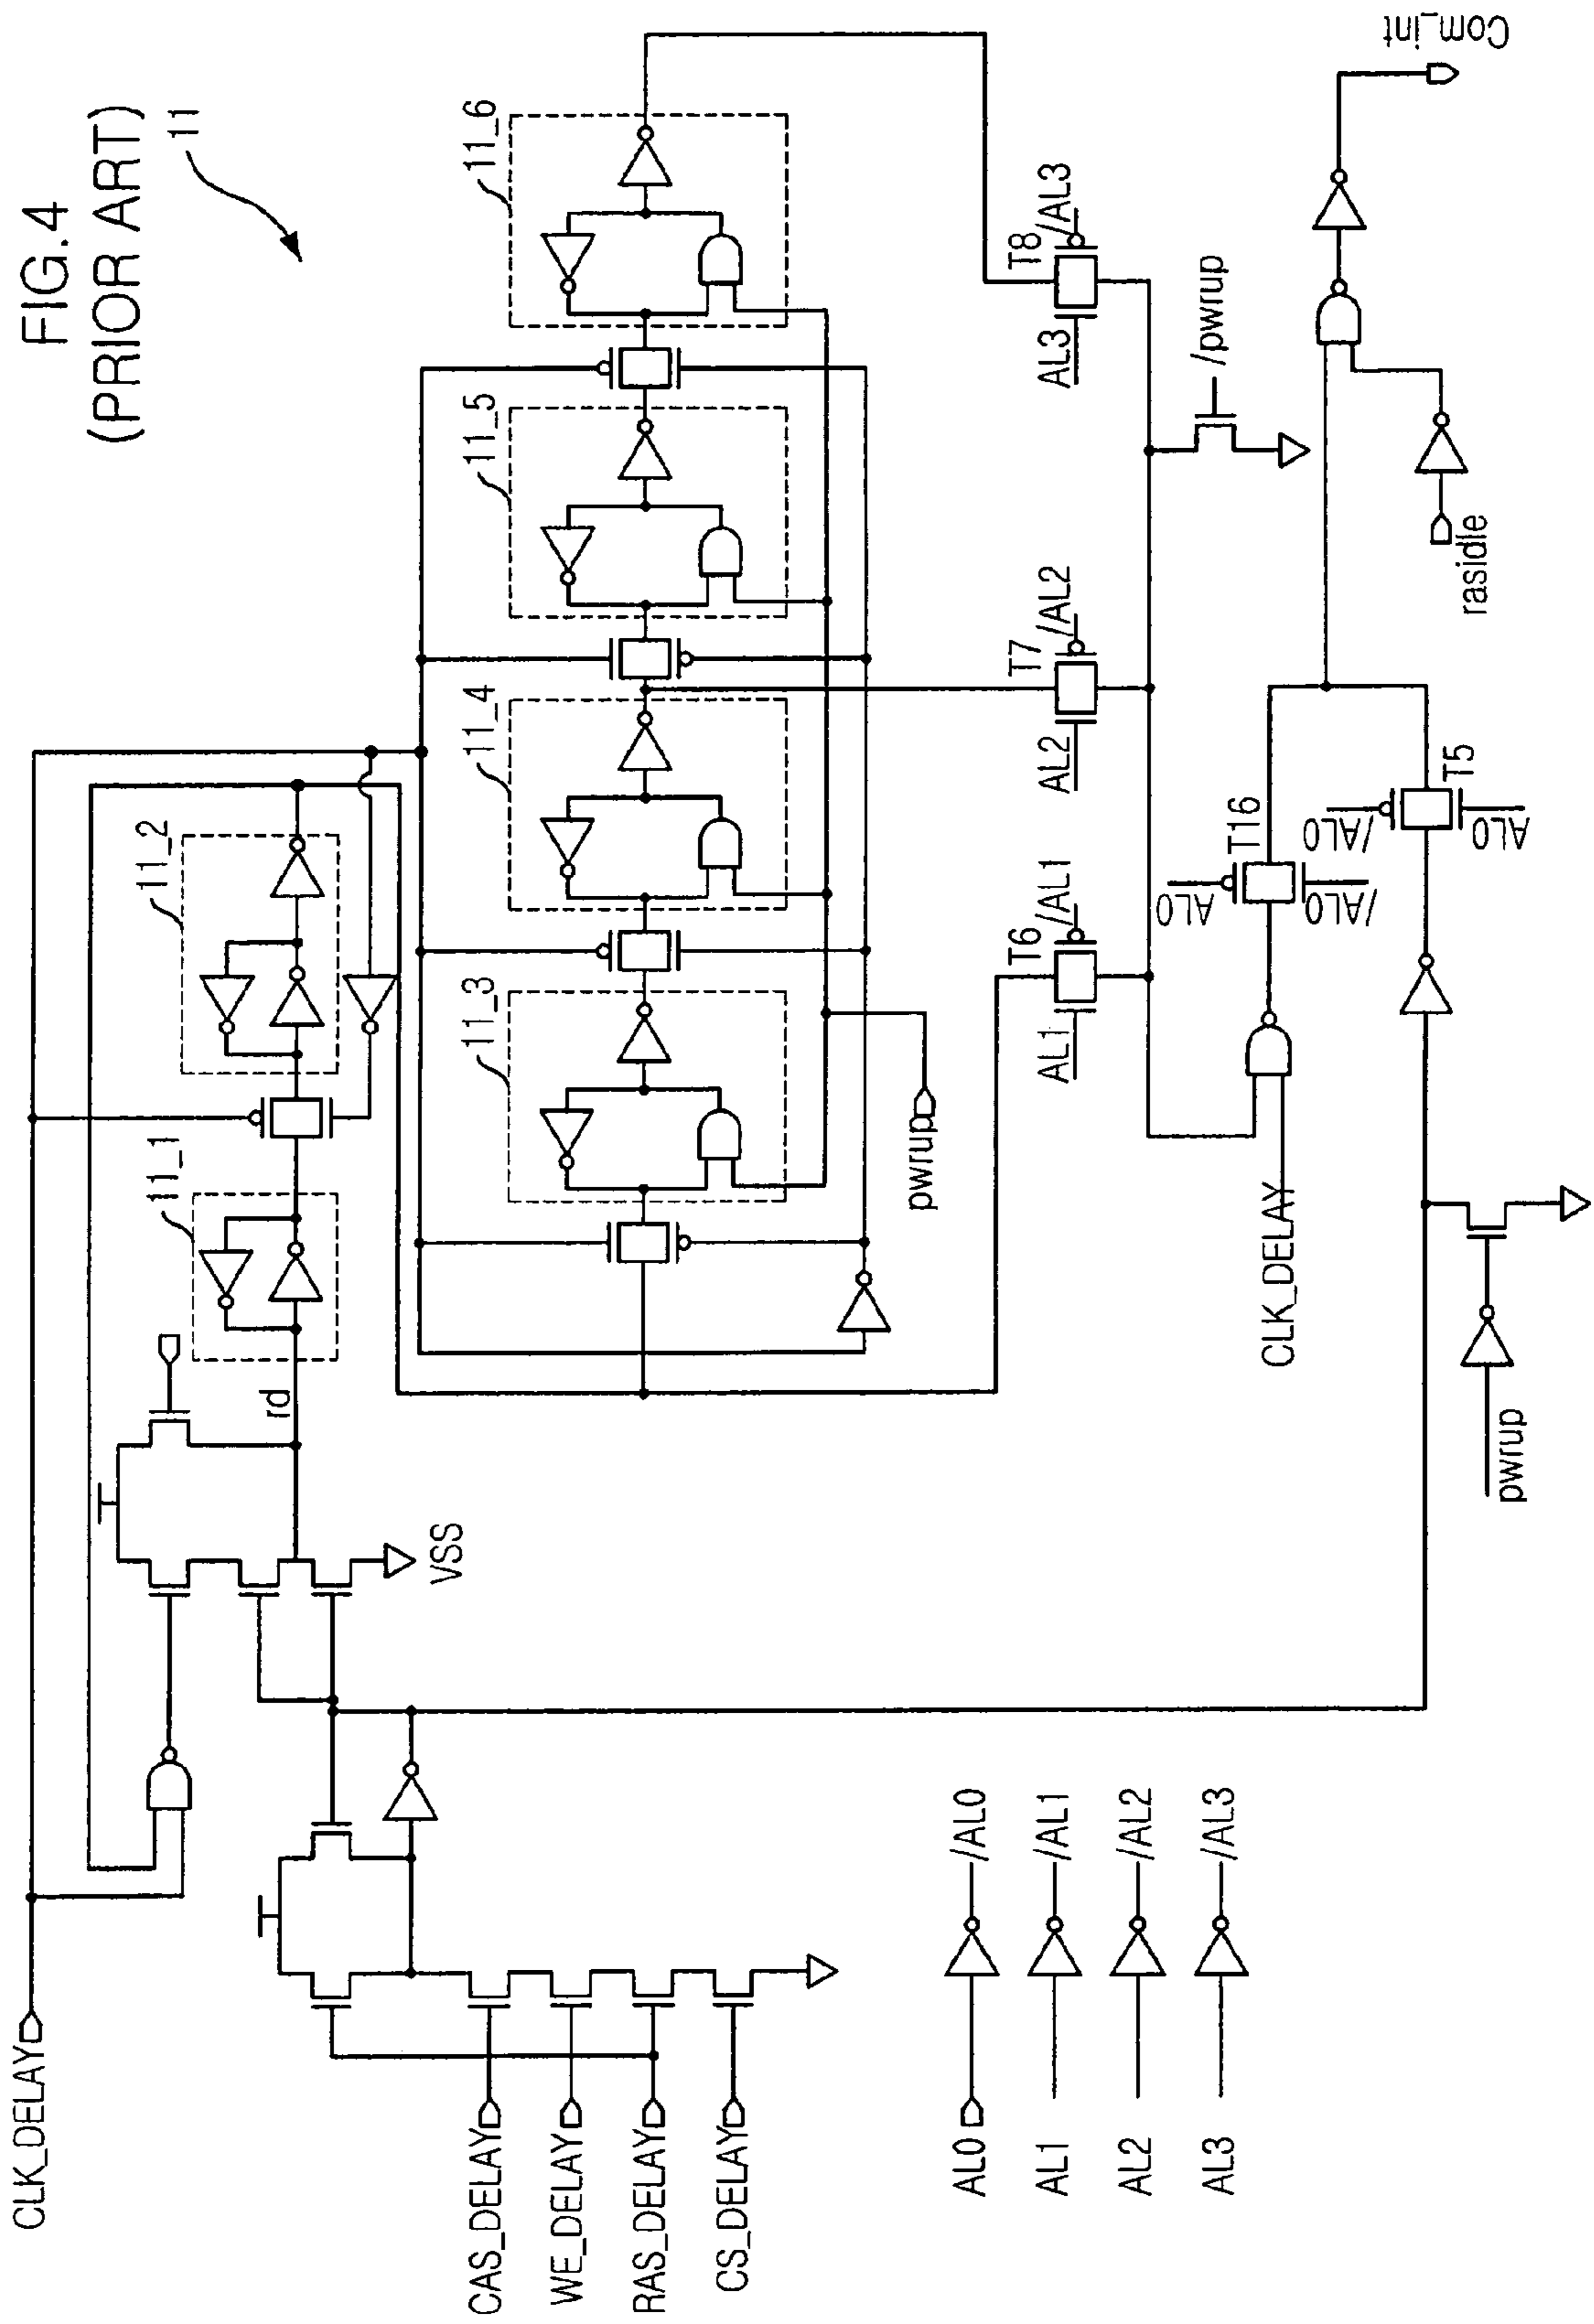 FIG.4
(PRIOR ART)
11
CLK_DELAY
CAS_DELAY
WE_DELAY
RAS_DELAY
CS_DELAY
VSS
rd
11_1
11_2
11_3
11_4
11_5
11_6
pwrup
AL1
T6
/AL1
AL2
T7
/AL2
AL3
T8
/AL3
/pwrup
CLK_DELAY
AL0
T16
/AL0
/AL0
T5
AL0
pwrup
rasidle
Com_int
AL0
/AL0
AL1
/AL1
AL2
/AL2
AL3
/AL3